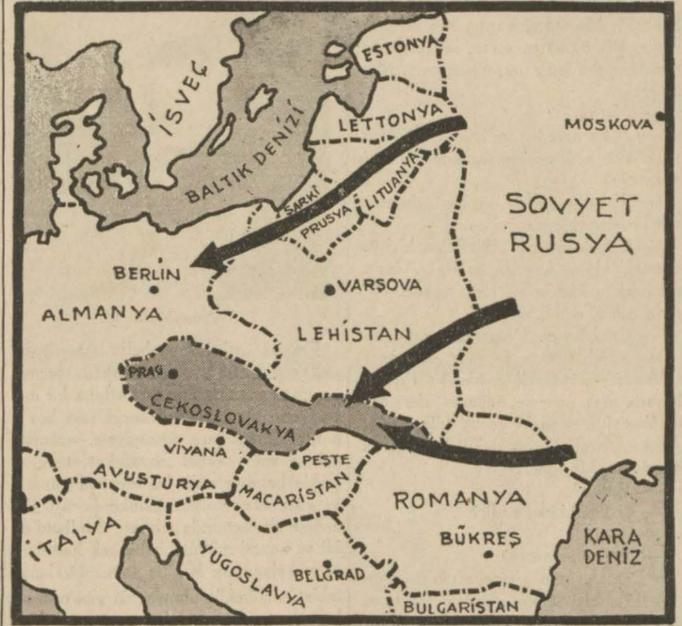 ESTONYA
İSVEÇ
LETTONYA
MOSKOVA
BALTIK DENİZİ
LITUANYA
ŞARKİ
PRUSYA
SOVYET
RUSYA
BERLİN
VARŞOVA
ALMANYA
LEHİSTAN
PRAG
ÇEKOSLOVAKYA
VİYANA
PEŞTE
AVUSTURYA
MACARİSTAN
ROMANYA
İTALYA
BÜKREŞ
KARA
DENİZ
YUGOSLAVYA
BELGRAD
BULGARİSTAN